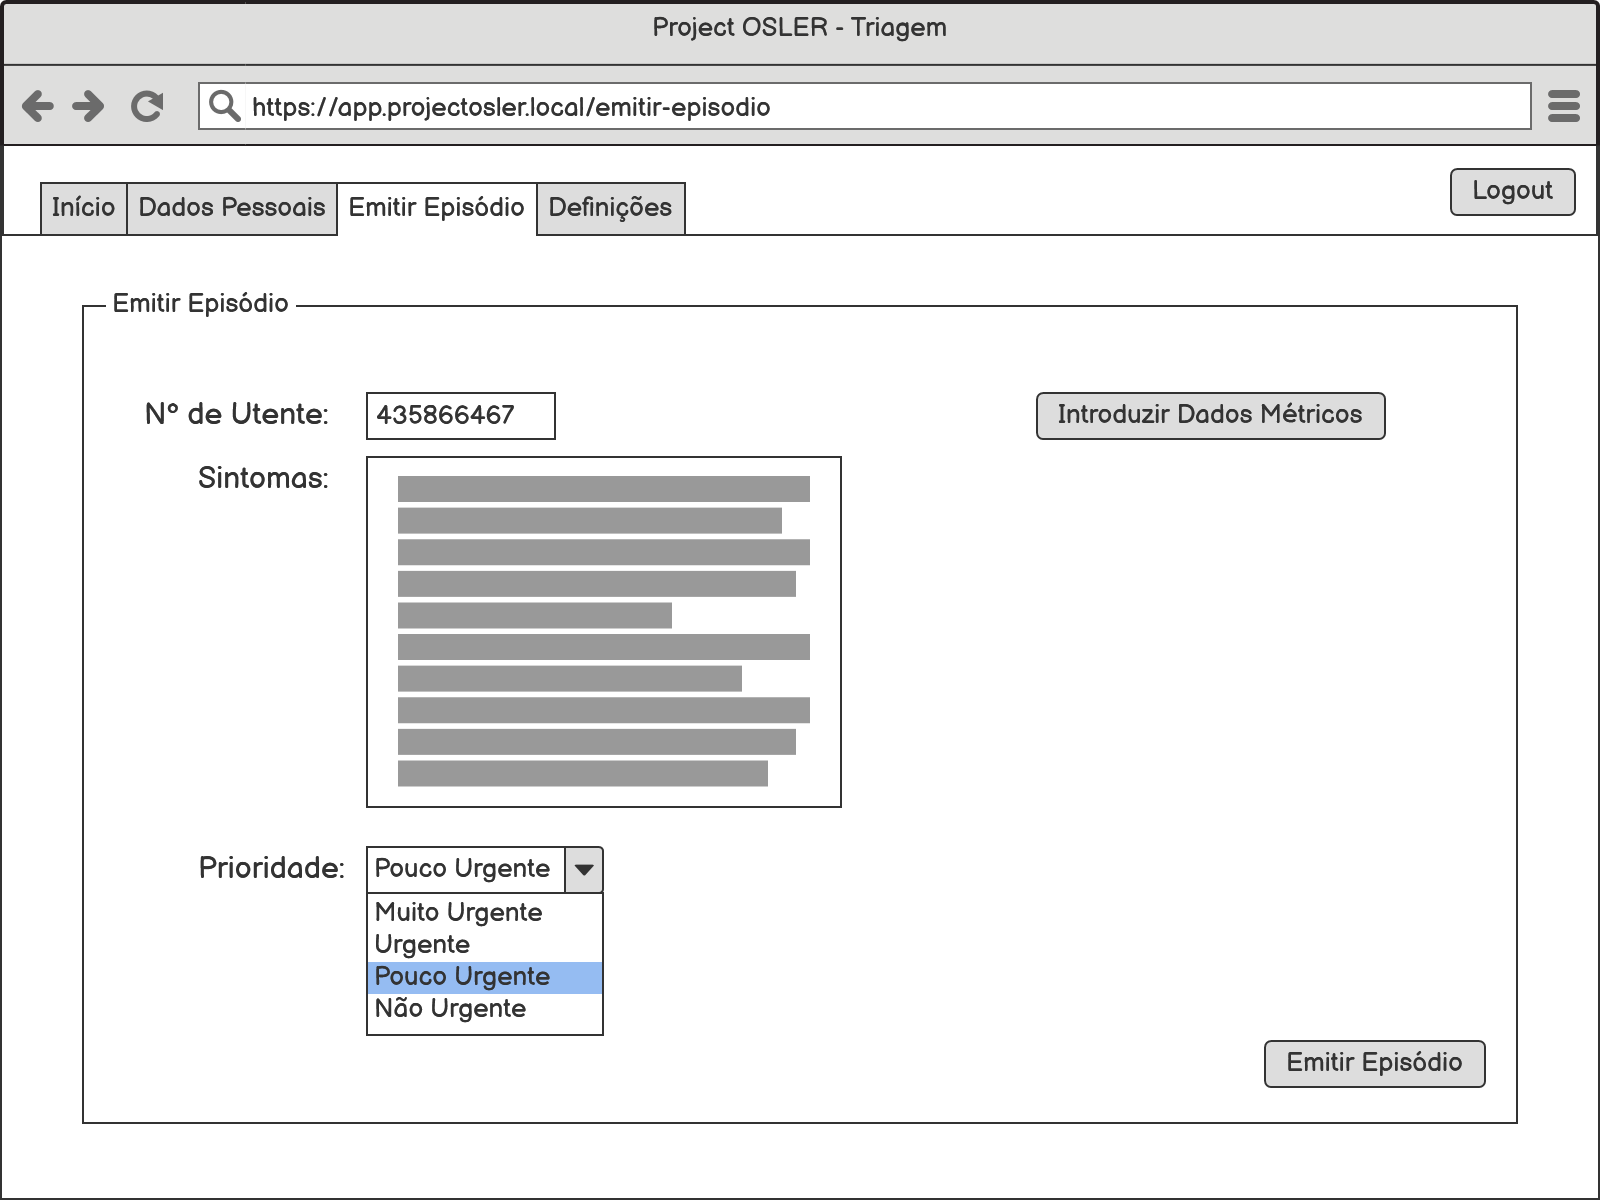 Project OSLER - Triagem
https://app.projectosler.local/emitir-episodio
Início
Dados Pessoais
Emitir Episódio
Definições
Logout
Emitir Episódio
Nº de Utente:
435866467
Introduzir Dados Métricos
Sintomas:
Prioridade:
Pouco Urgente
Muito Urgente
Urgente
Pouco Urgente
Não Urgente
Emitir Episódio